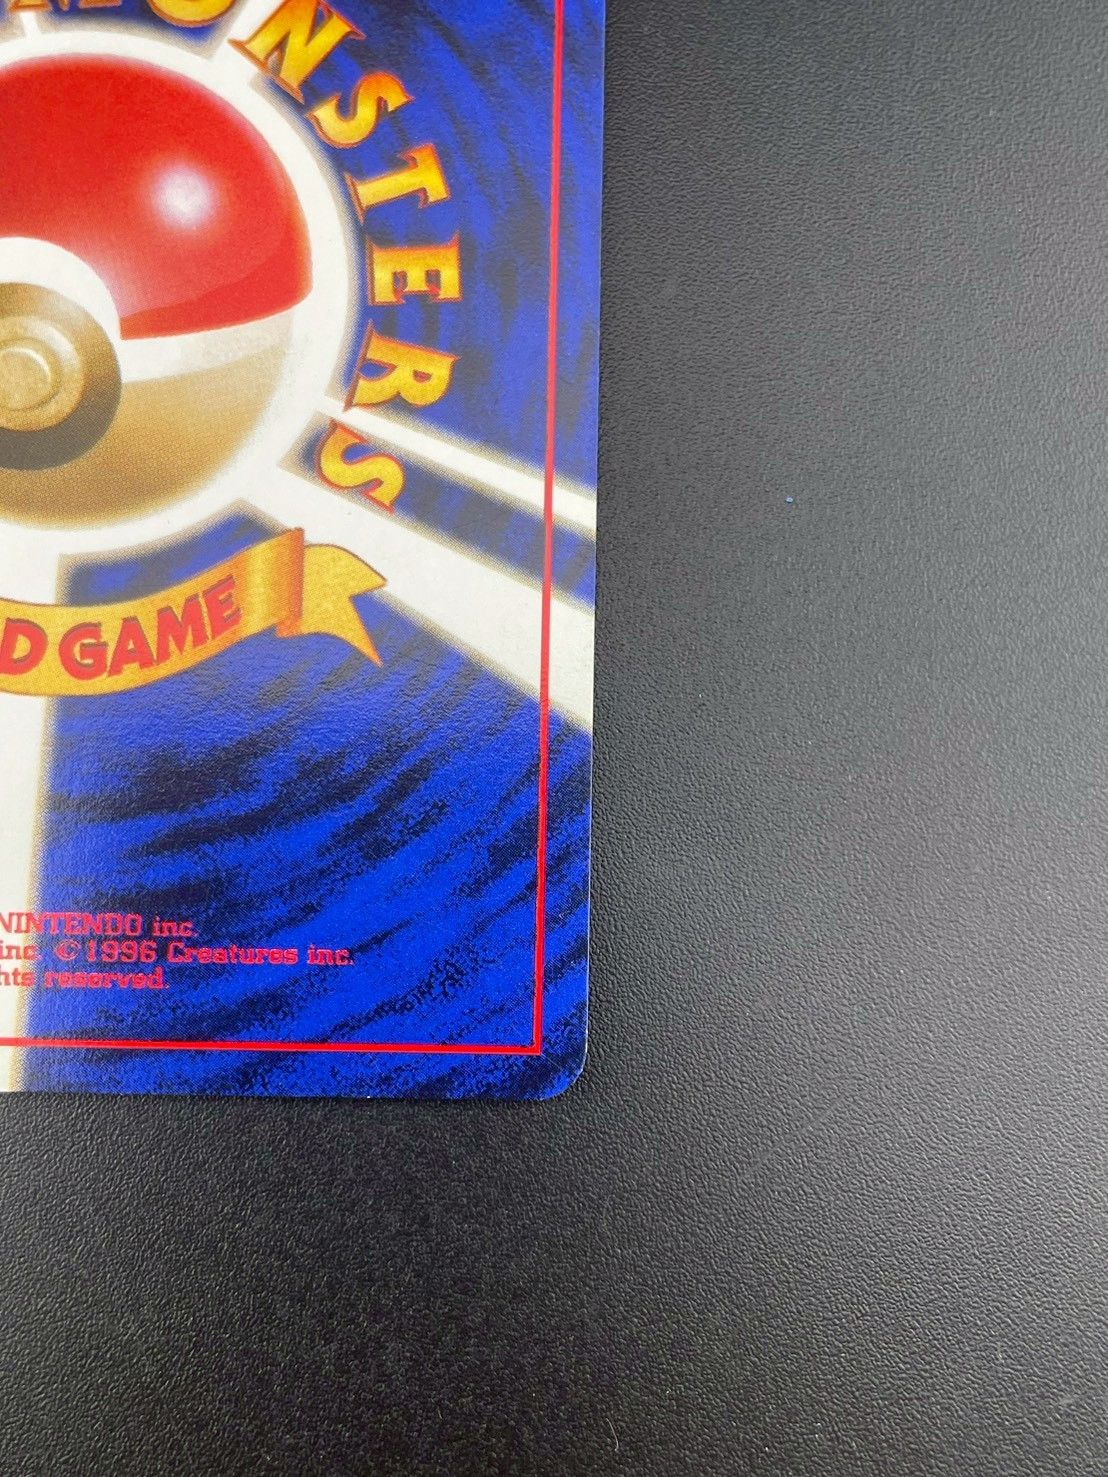 ONSTERS
D GAME
NINTENDO inc.
inc. ©1996 Creatures inc.
hts reserved.